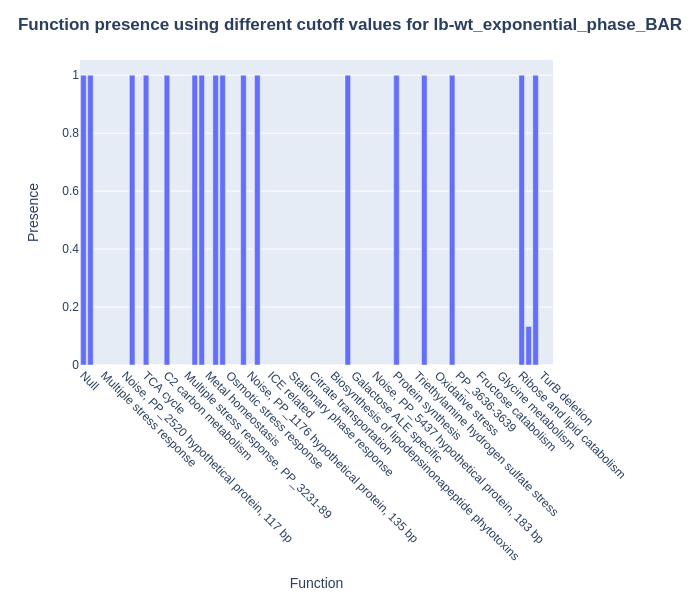 Function presence using different cutoff values for lb-wt_exponential_phase_BAR
Presence
1
0.8
0.6
0.4
0.2
0
Null
Multiple stress response
Noise, PP_2520 hypothetical protein, 117 bp
TCA cycle
C2 carbon metabolism
Multiple stress response, PP_3231-89
Metal homeostasis
Osmotic stress response
Noise, PP_1176 hypothetical protein, 135 bp
ICE related
Stationary phase response
Citrate transportation
Biosynthesis of lipodepsinonapeptide phytotoxins
Galactose ALE specific
Noise, PP_5437 hypothetical protein, 183 bp
Protein synthesis
Triethylamine hydrogen sulfate stress
Oxidative stress
PP_3636-3639
Fructose catabolism
Glycine metabolism
Ribose and lipid catabolism
TurB deletion
Function